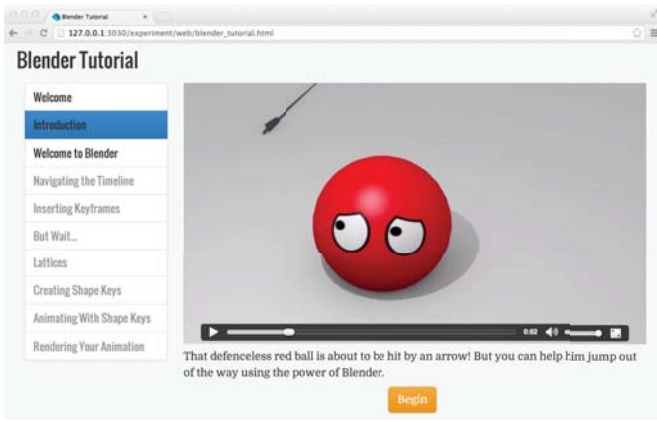 Blender Tutorial
127.0.0.1:3030/experiment/web/blender_tutorial.html
Blender Tutorial
Welcome
Introduction
Welcome to Blender
Navigating the Timeline
Inserting Keyframes
But Wait...
Lattices
Creating Shape Keys
Animating With Shape Keys
Rendering Your Animation
0:02
That defenceless red ball is about to be hit by an arrow! But you can help him jump out
of the way using the power of Blender.
Begin